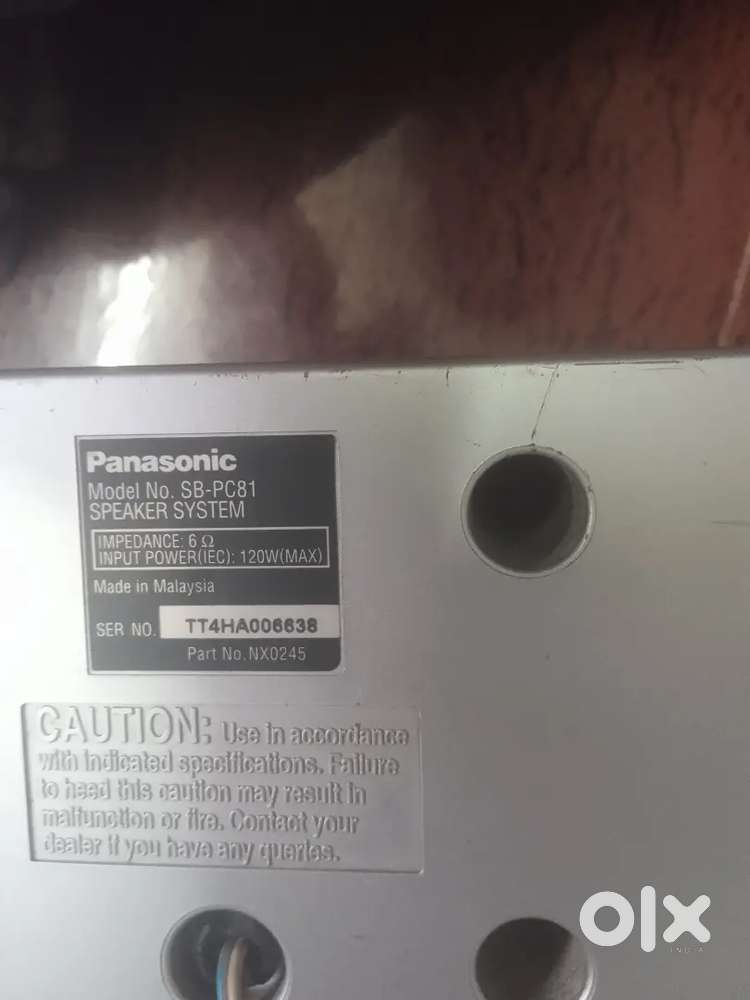 Panasonic
Model No. SB-PC81
SPEAKER SYSTEM
IMPEDANCE: 6 Ω
INPUT POWER(IEC): 120W(MAX)
Made in Malaysia
SER NO. TT4HA006638
Part No. NX0245
CAUTION: Use in accordance
with indicated specifications. Failure
to heed this caution may result in
malfunction or fire. Contact your
dealer if you have any queries.
olx
INDIA